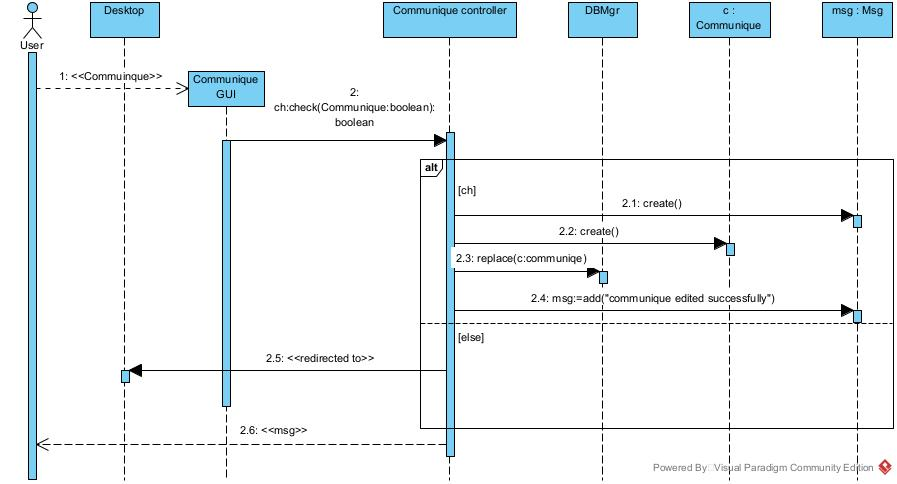 Desktop
Communique controller
DBMgr
c :
Communique
msg : Msg
User
1: <<Commuinque>>
Communique
GUI
2:
ch:check(Communique:boolean):
boolean
alt
[ch]
2.1: create()
2.2: create()
2.3: replace(c:communiqe)
2.4: msg:=add("communique edited successfully")
[else]
2.5: <<redirected to>>
2.6: <<msg>>
Powered By Visual Paradigm Community Edition